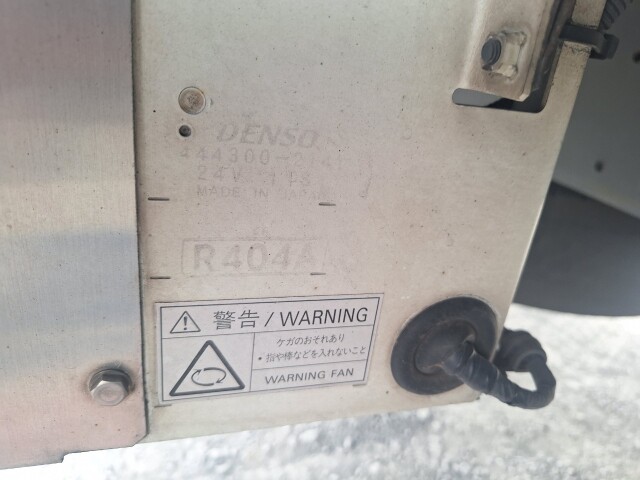 DENSO
24V
MADE IN JAPAN
R404A
警告 / WARNING
ケガのおそれあり
・指や棒などを入れないこと
WARNING FAN